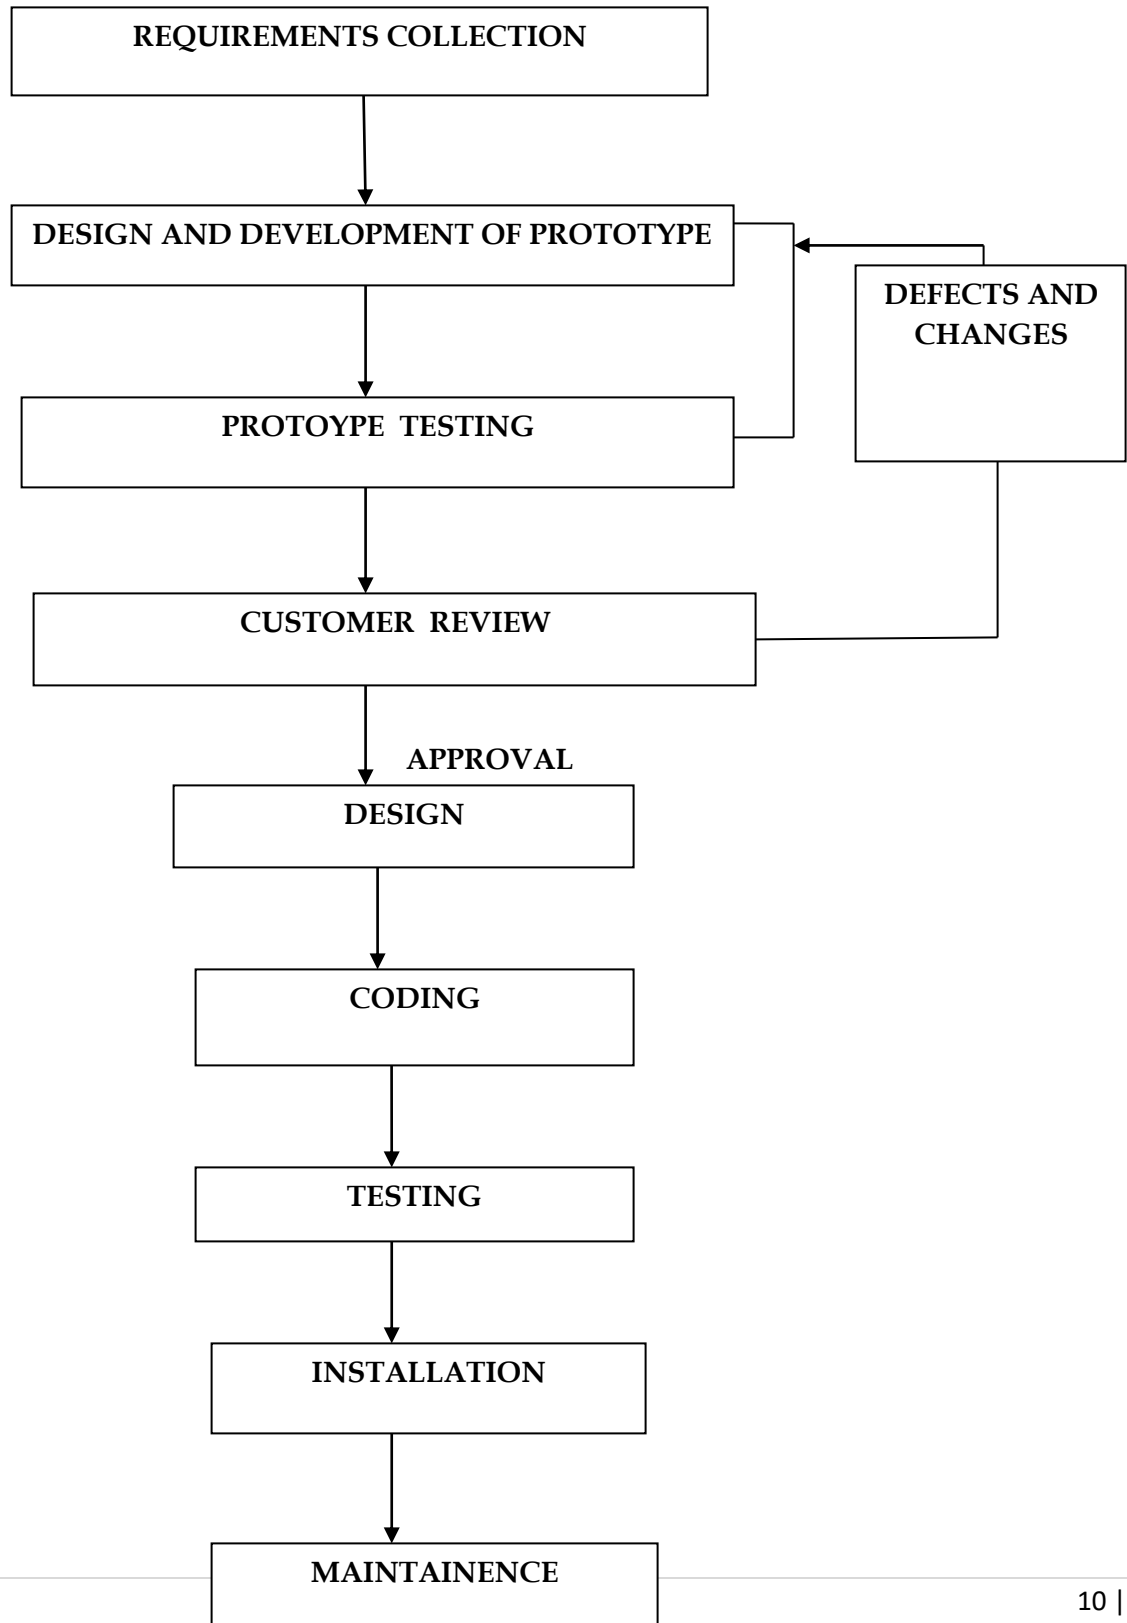 REQUIREMENTS COLLECTION
DESIGN AND DEVELOPMENT OF PROTOTYPE
DEFECTS AND
CHANGES
PROTOYPE TESTING
CUSTOMER REVIEW
APPROVAL
DESIGN
CODING
TESTING
INSTALLATION
MAINTAINENCE
10 |